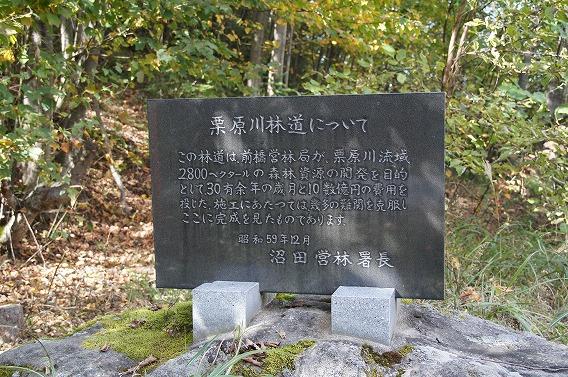 栗原川林道について
この林道は、前橋営林局が、栗原川流域
2800ヘクタールの森林資源の開発を目的
として30有余年の歳月と10数億円の費用を
投じた。施工にあたつては幾多の難関を克服し
ここに完成を見たものであります。
昭和59年12月
沼田営林署長